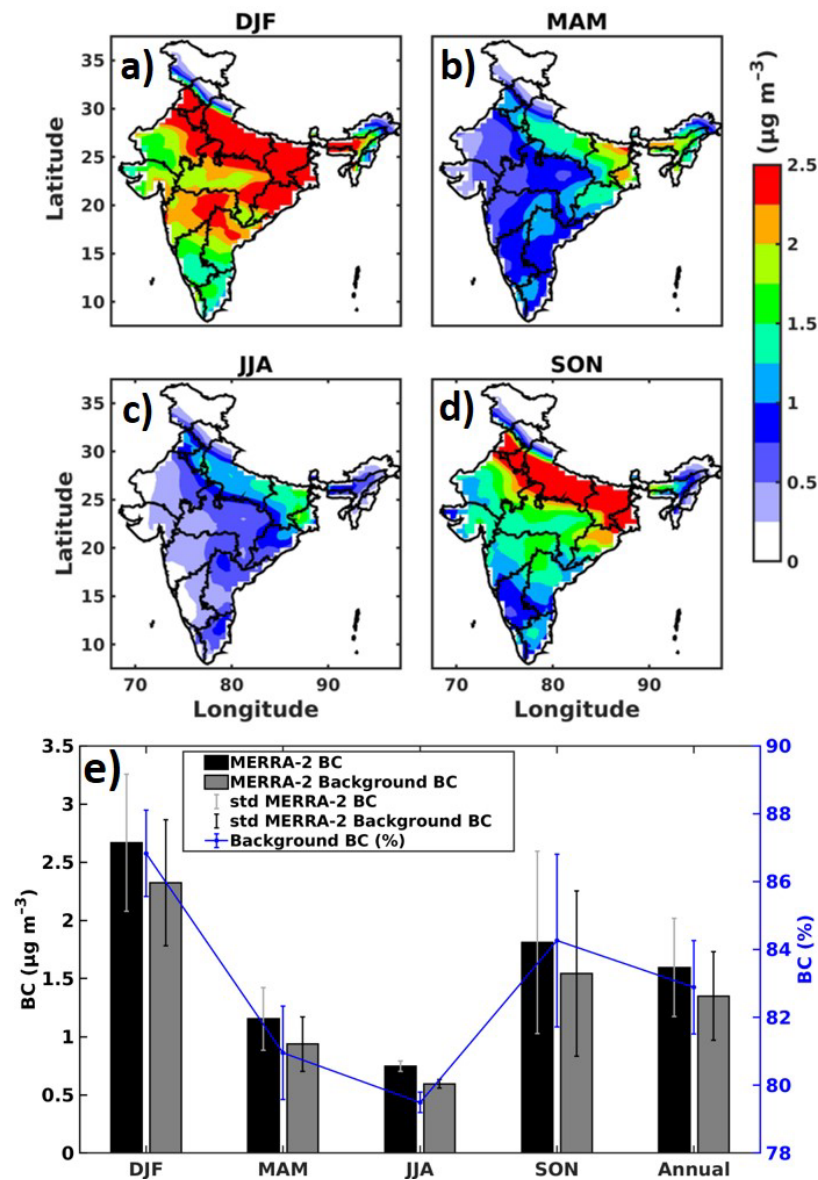 DJF MAM
a) b)
35
30
25
20
15
10
Latitude
(μg m⁻³)
2.5
2
1.5
1
0.5
0
JJA SON
c) d)
35
30
25
20
15
10
Latitude
70 80 90 70 80 90
Longitude Longitude
e)
MERRA-2 BC
MERRA-2 Background BC
std MERRA-2 BC
std MERRA-2 Background BC
Background BC (%)
3.5
3
2.5
2
1.5
1
0.5
0
BC (μg m⁻³)
90
88
86
84
82
80
78
BC (%)
DJF MAM JJA SON Annual